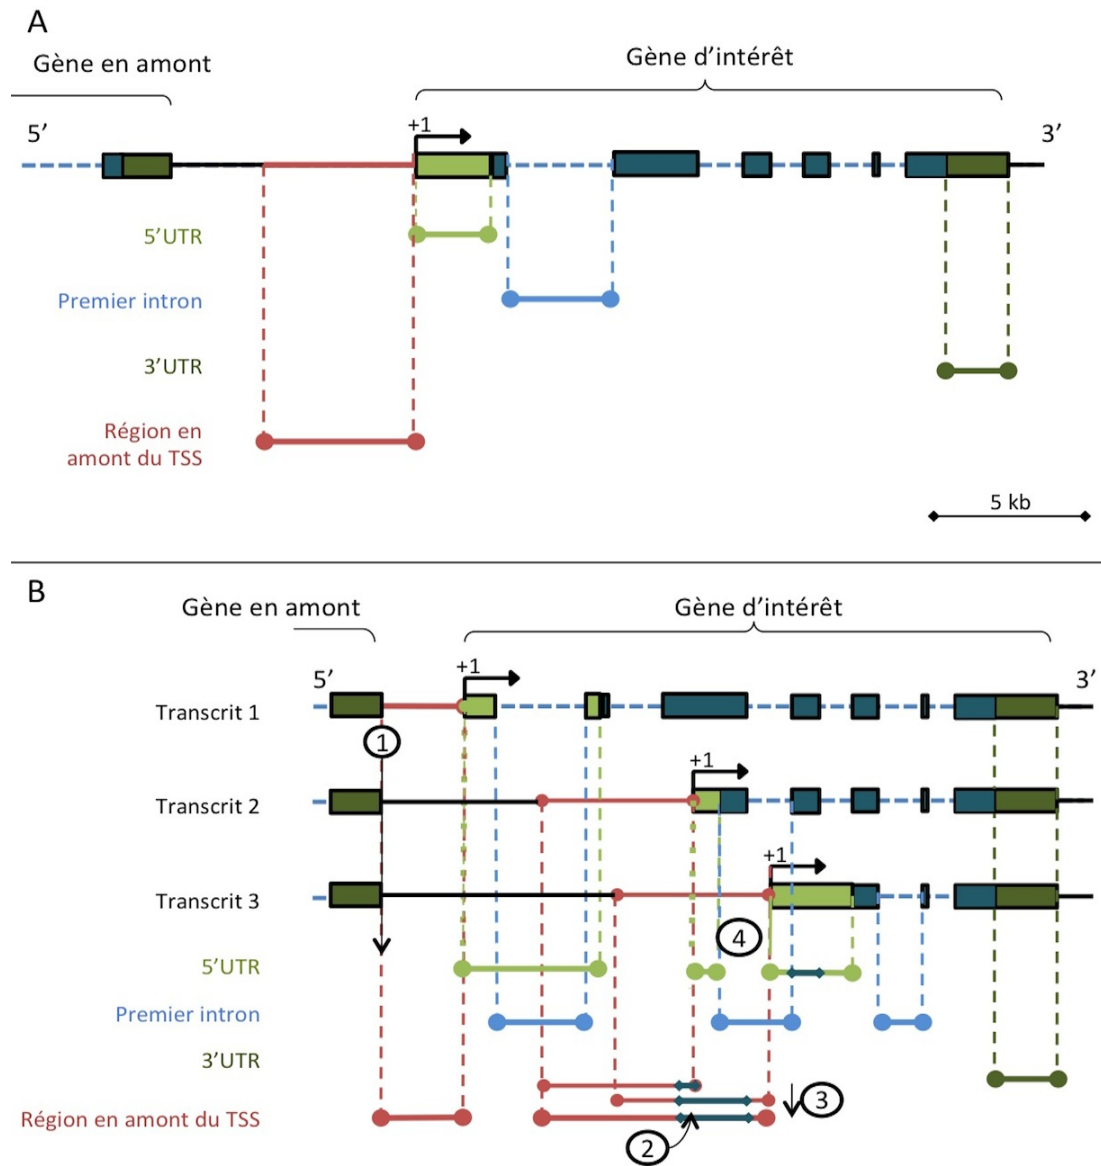 A
Gène en amont
Gène d’intérêt
5’
+1
3’
5’UTR
Premier intron
3’UTR
Région en
amont du TSS
5 kb
B
Gène en amont
Gène d’intérêt
5’
+1
3’
Transcrit 1
1
+1
Transcrit 2
+1
Transcrit 3
4
5’UTR
Premier intron
3’UTR
3
Région en amont du TSS
2